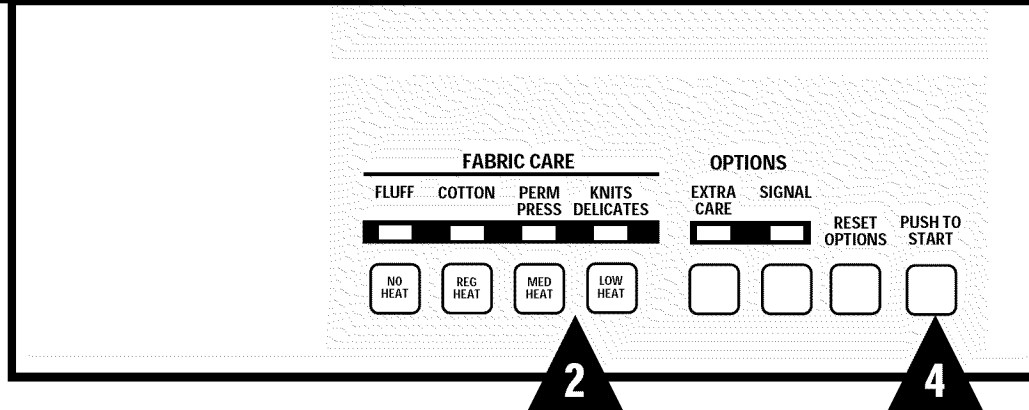 FABRIC CARE
OPTIONS
FLUFF COTTON PERM PRESS KNITS DELICATES
EXTRA CARE SIGNAL RESET OPTIONS PUSH TO START
NO HEAT REG HEAT MED HEAT LOW HEAT
2
4